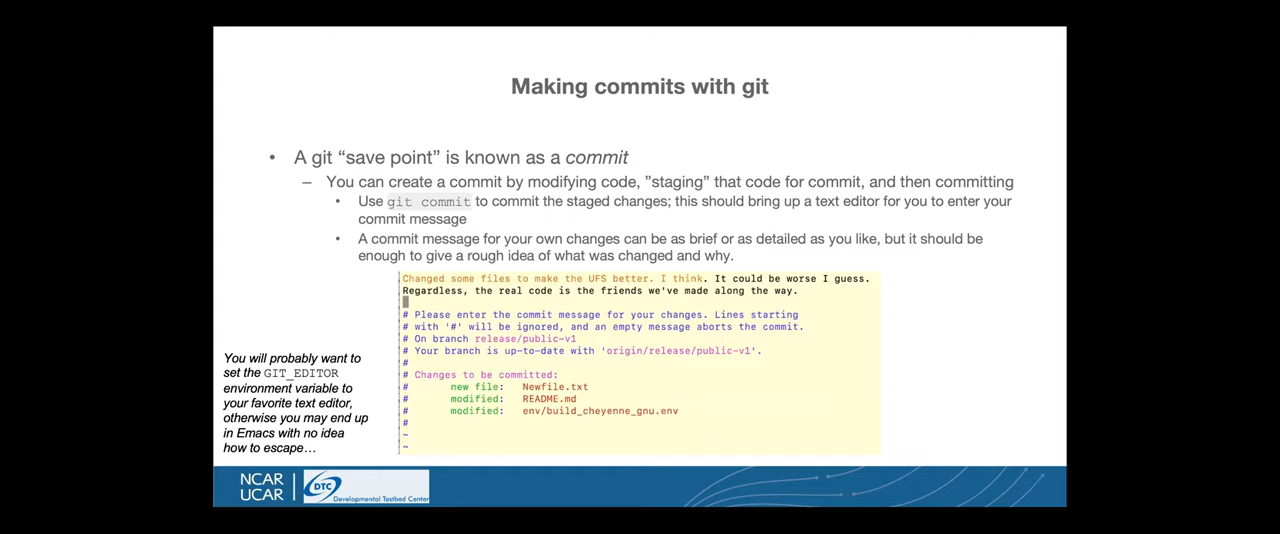 Making commits with git
• A git “save point” is known as a commit
– You can create a commit by modifying code, ”staging” that code for commit, and then committing
• Use git commit to commit the staged changes; this should bring up a text editor for you to enter your
commit message
• A commit message for your own changes can be as brief or as detailed as you like, but it should be
enough to give a rough idea of what was changed and why.
Changed some files to make the UFS better. I think. It could be worse I guess.
Regardless, the real code is the friends we've made along the way.
# Please enter the commit message for your changes. Lines starting
# with '#' will be ignored, and an empty message aborts the commit.
# On branch release/public-v1
# Your branch is up-to-date with 'origin/release/public-v1'.
#
# Changes to be committed:
# new file: Newfile.txt
# modified: README.md
# modified: env/build_cheyenne_gnu.env
#
~
~
You will probably want to
set the GIT_EDITOR
environment variable to
your favorite text editor,
otherwise you may end up
in Emacs with no idea
how to escape…
NCAR
UCAR
DTC
Developmental Testbed Center